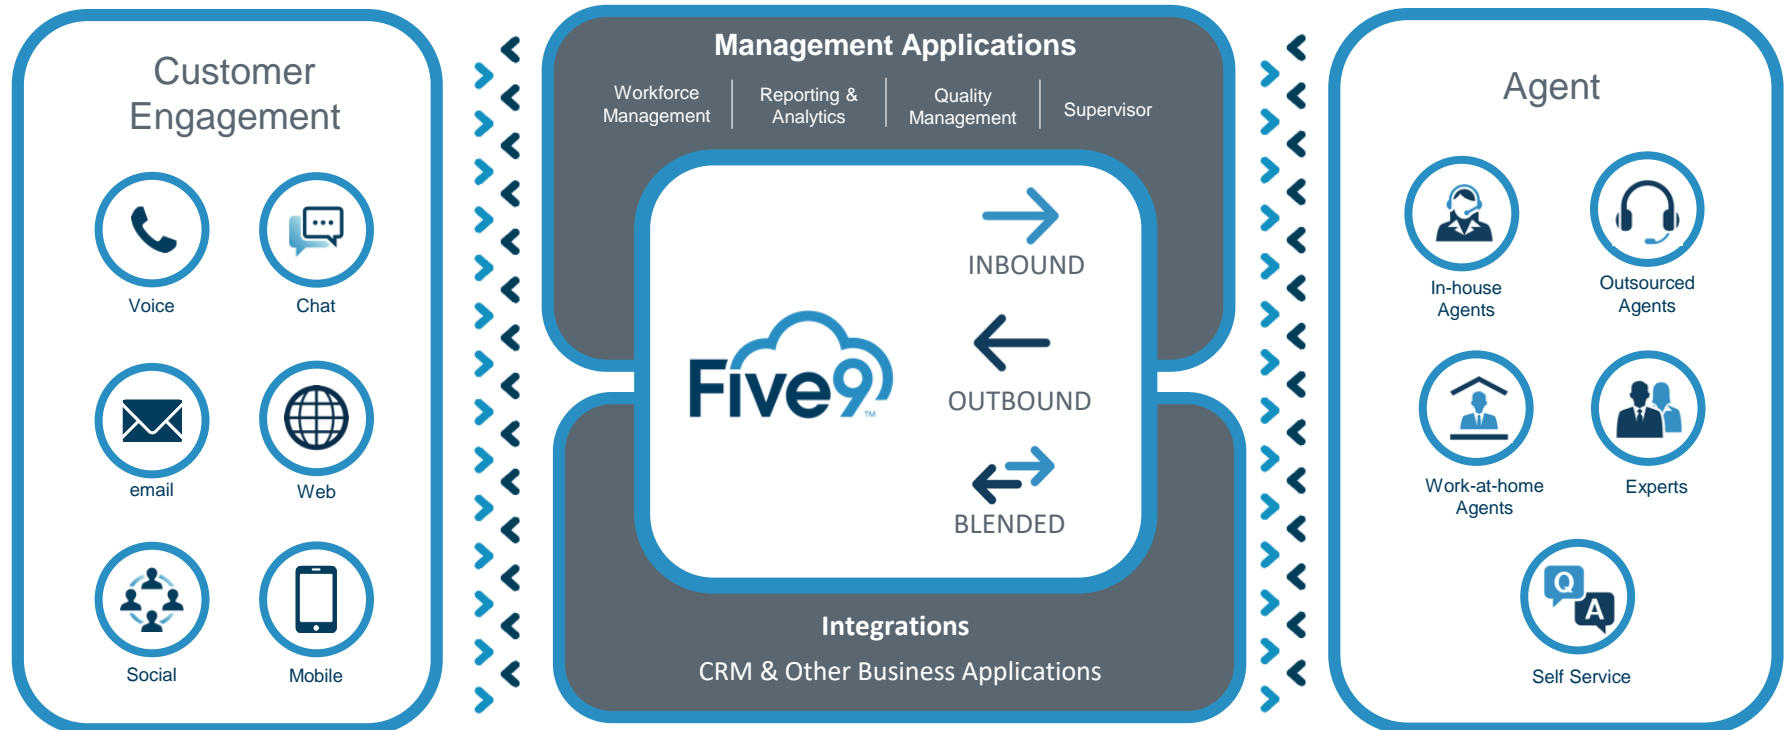 Customer
Engagement
Voice
Chat
email
Web
Social
Mobile
Management Applications
Workforce
Management
Reporting &
Analytics
Quality
Management
Supervisor
Five9™
INBOUND
OUTBOUND
BLENDED
Integrations
CRM & Other Business Applications
Agent
In-house
Agents
Outsourced
Agents
Work-at-home
Agents
Experts
Q
A
Self Service